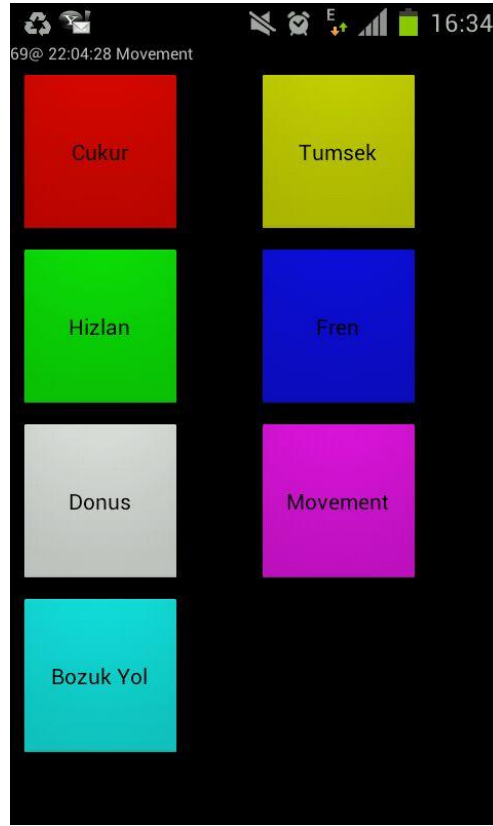 E 16:34
69@ 22:04:28 Movement
Cukur Tumsek
Hizlan Fren
Donus Movement
Bozuk Yol